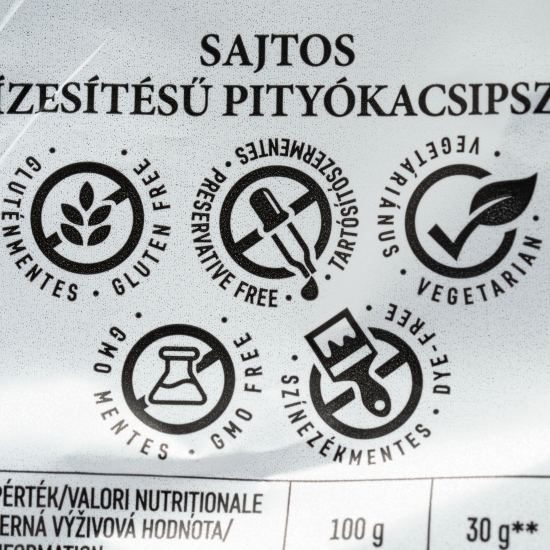 SAJTOS
ÍZESÍTÉSŰ PITYÓKACSIPSZ
GLUTÉNMENTES • GLUTEN FREE •
PRESERVATIVE FREE • TARTÓSÍTÓSZERMENTES •
VEGETÁRIÁNUS • VEGETARIAN •
GMO MENTES • GMO FREE •
SZÍNEZÉKMENTES • DYE-FREE •
PÉRTÉK/VALORI NUTRITIONALE
ERNÁ VÝŽIVOVÁ HODNOTA/
100 g
30 g**